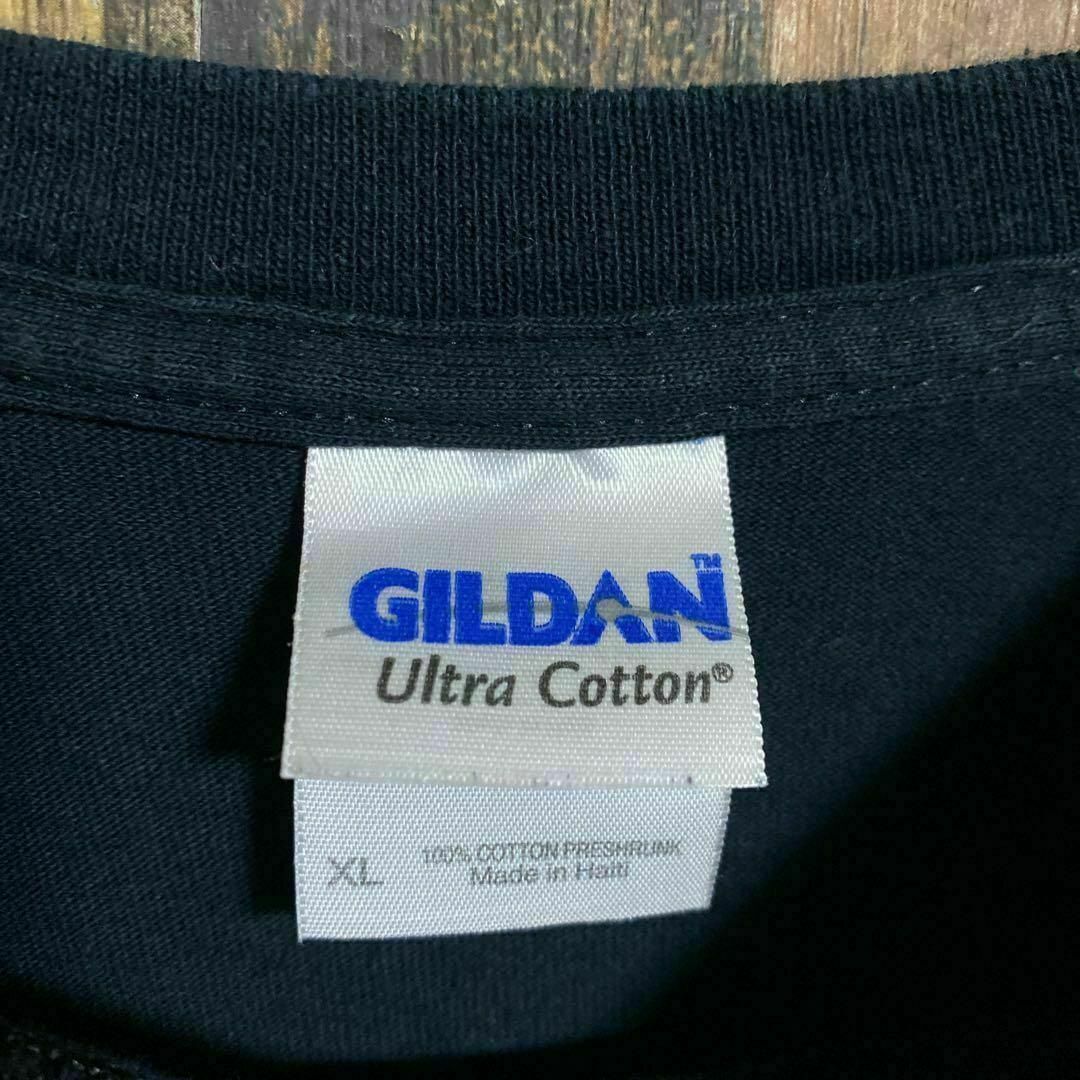 GILDAN™
Ultra Cotton®
XL
100% COTTON PRESHRUNK
Made in Haiti